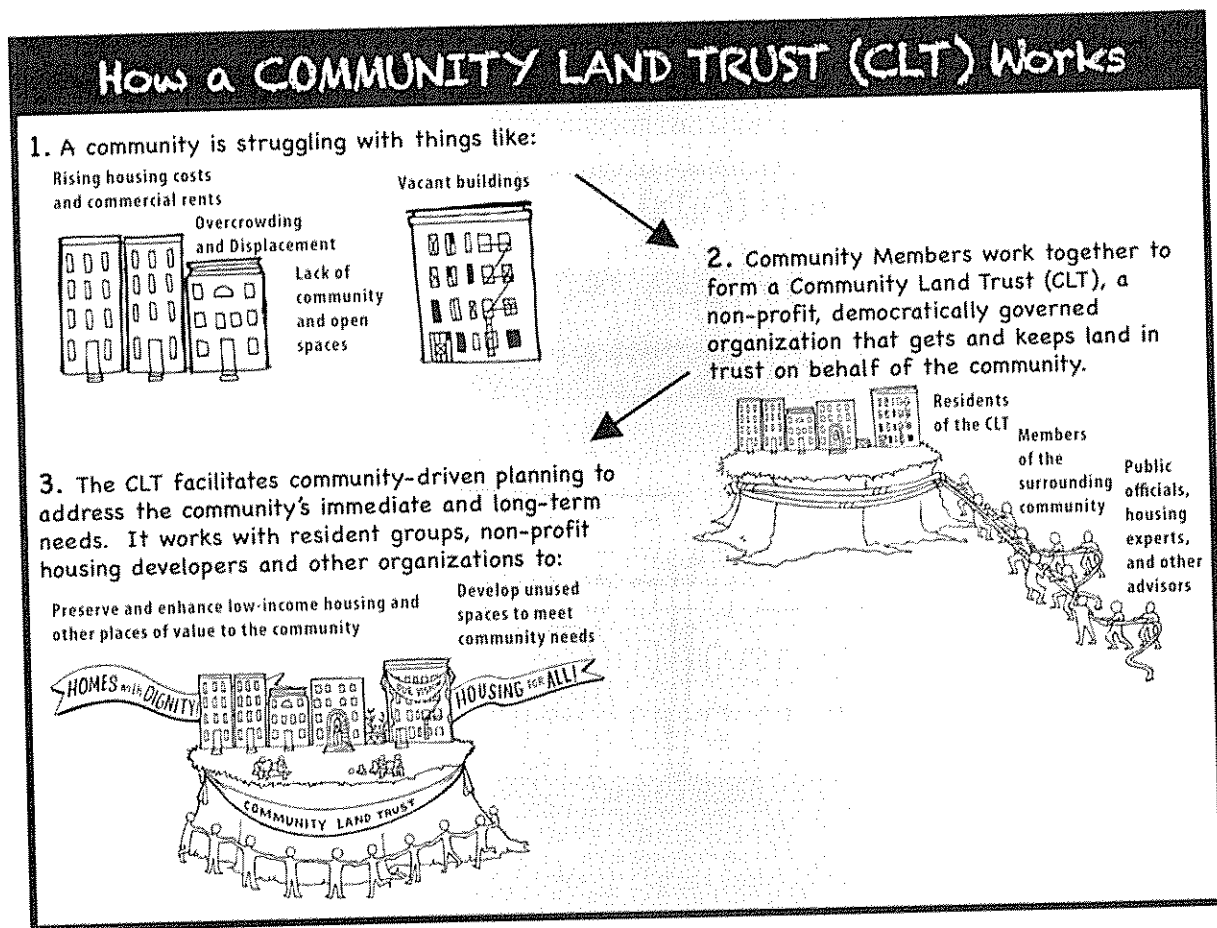 How a COMMUNITY LAND TRUST (CLT) Works
1. A community is struggling with things like:
Rising housing costs
and commercial rents
Overcrowding
and Displacement
Lack of
community
and open
spaces
Vacant buildings
2. Community Members work together to
form a Community Land Trust (CLT), a
non-profit, democratically governed
organization that gets and keeps land in
trust on behalf of the community.
Residents
of the CLT
Members
of the
surrounding
community
Public
officials,
housing
experts,
and other
advisors
3. The CLT facilitates community-driven planning to
address the community's immediate and long-term
needs. It works with resident groups, non-profit
housing developers and other organizations to:
Preserve and enhance low-income housing and
other places of value to the community
Develop unused
spaces to meet
community needs
HOMES with DIGNITY!
HOUSING FOR ALL!
COMMUNITY LAND TRUST